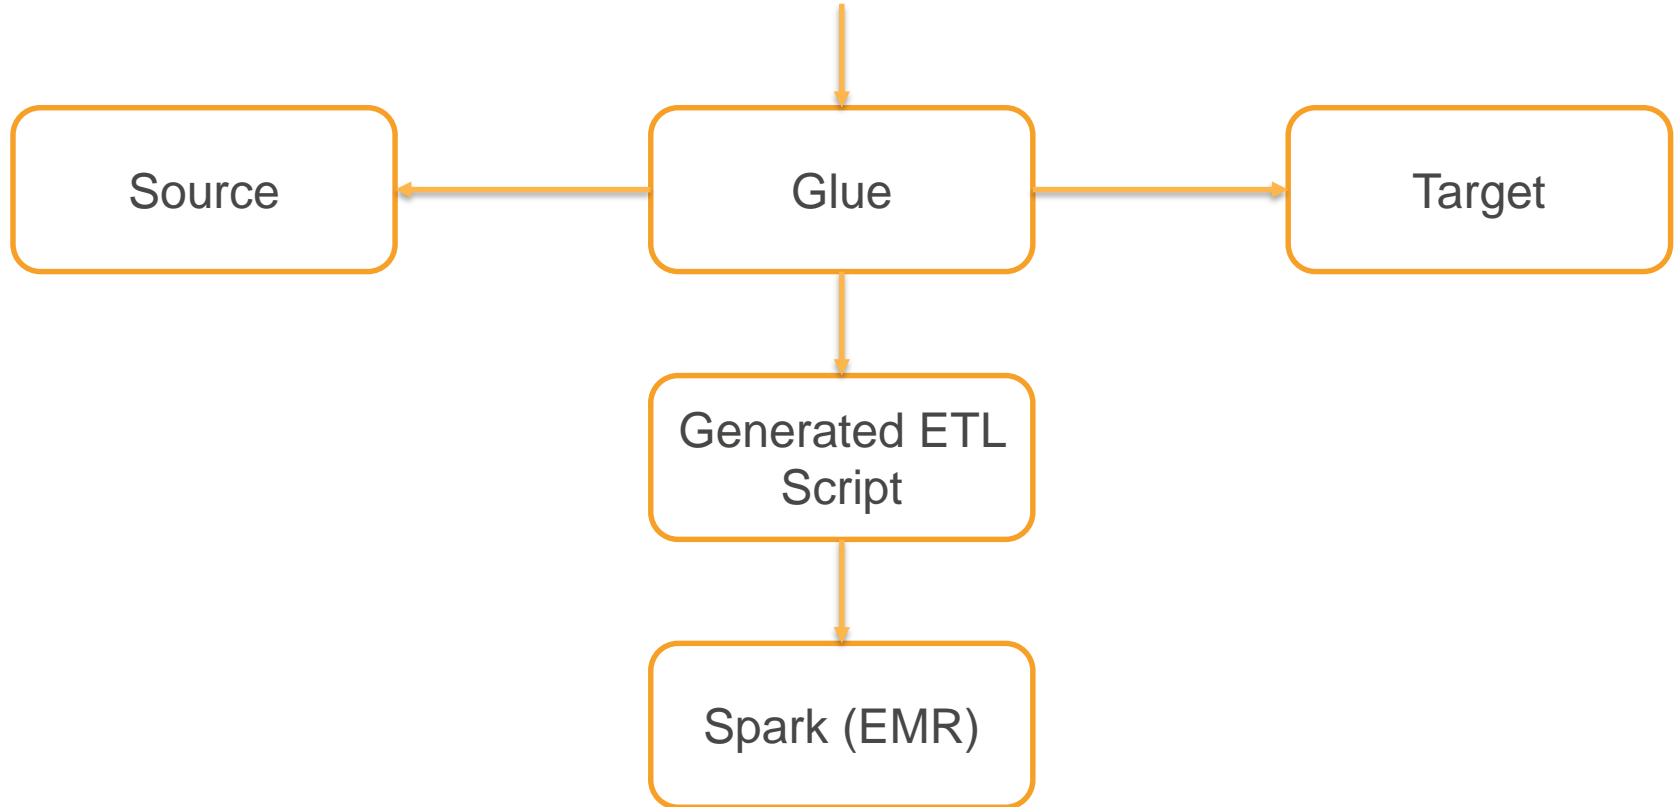 Source
Glue
Target
Generated ETL
Script
Spark (EMR)